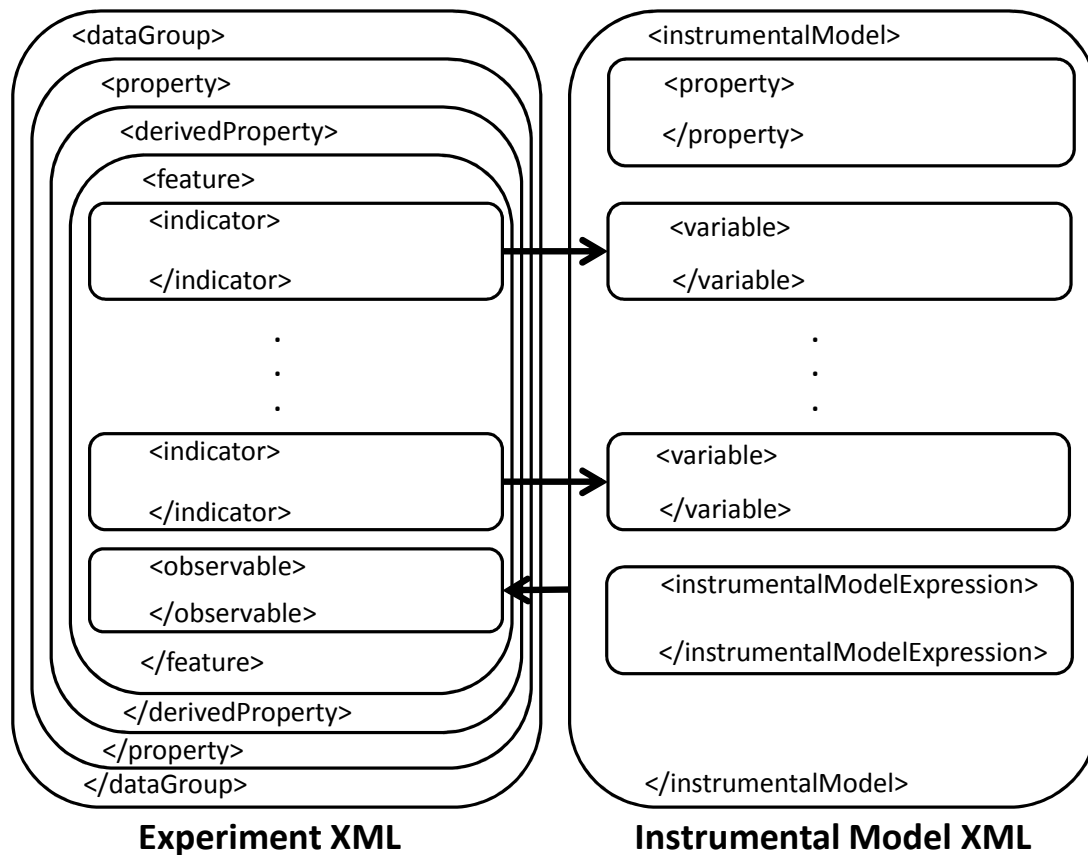 <dataGroup>
<property>
<derivedProperty>
<feature>
<indicator>
</indicator>
.
.
.
<indicator>
</indicator>
<observable>
</observable>
</feature>
</derivedProperty>
</property>
</dataGroup>
Experiment XML
<instrumentalModel>
<property>
</property>
<variable>
</variable>
.
.
.
<variable>
</variable>
<instrumentalModelExpression>
</instrumentalModelExpression>
</instrumentalModel>
Instrumental Model XML